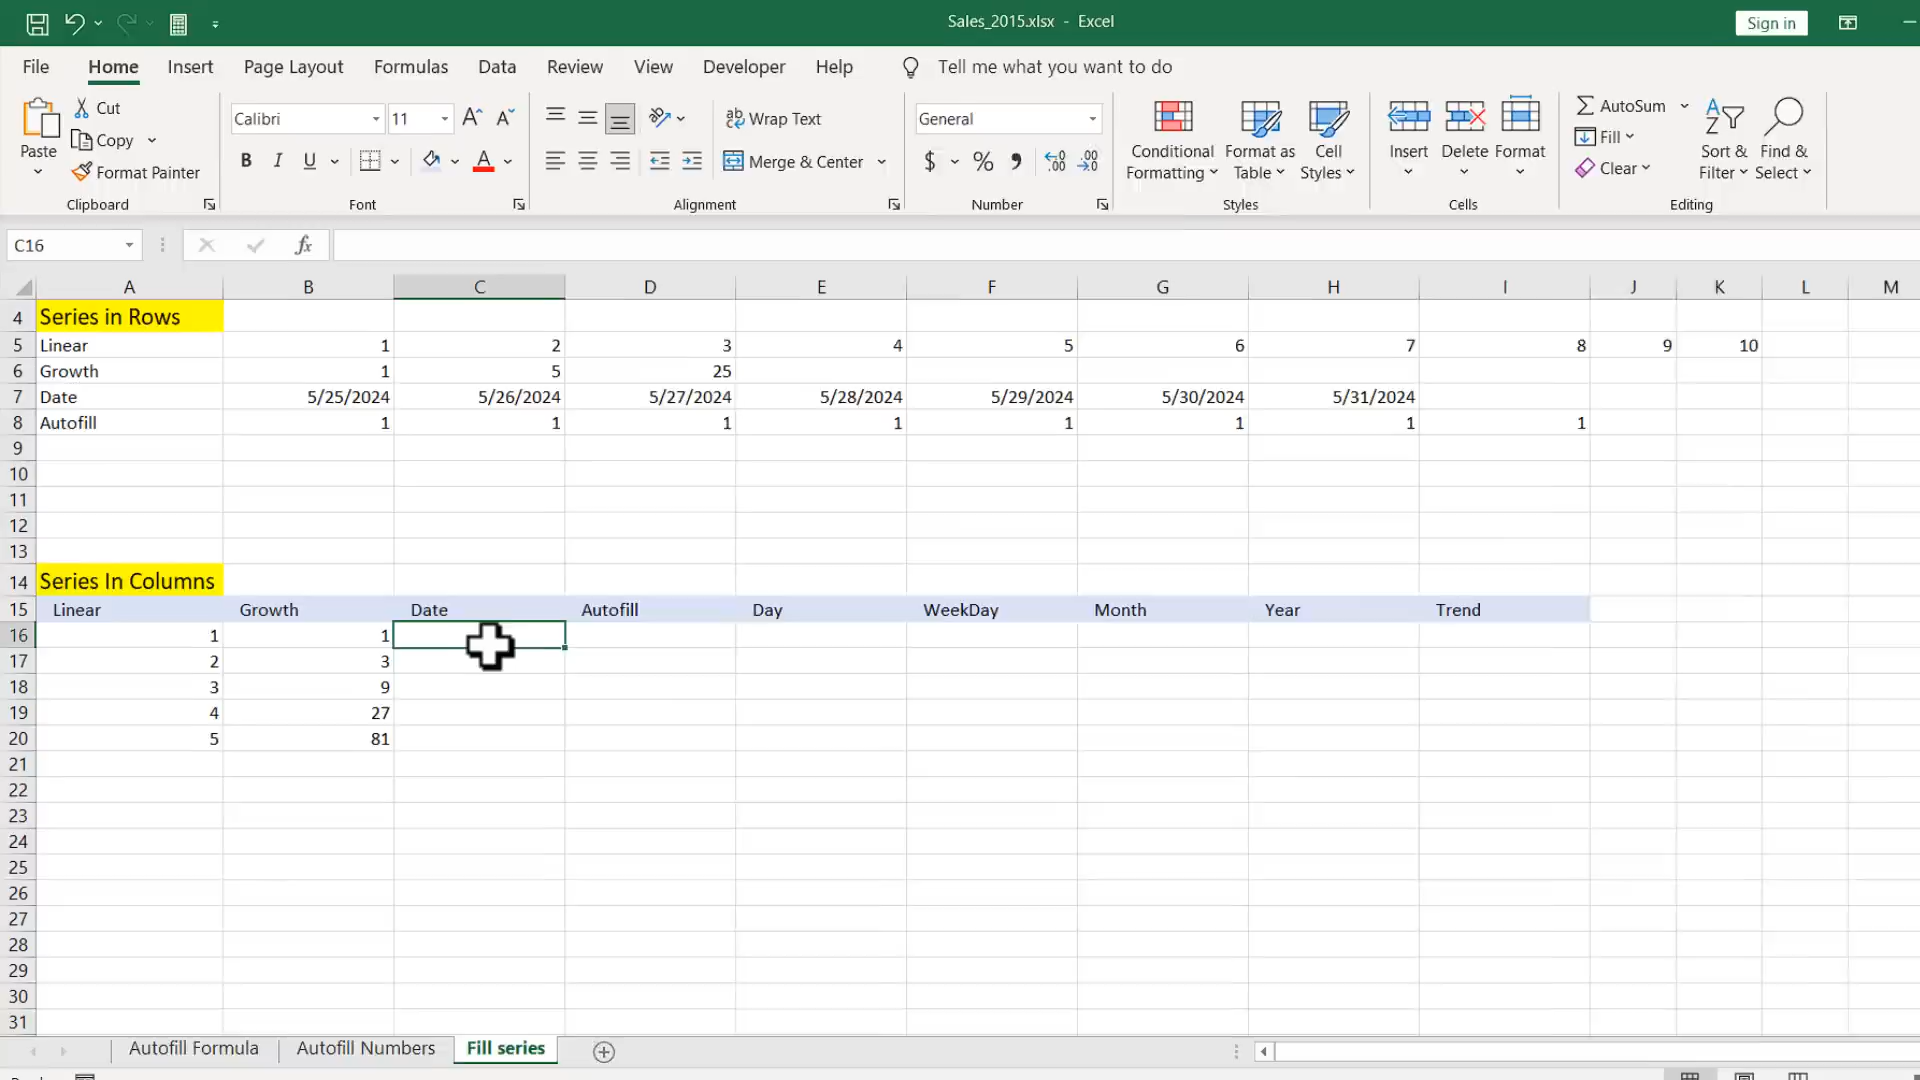 Sales_2015.xlsx - Excel
Sign in
File Home Insert Page Layout Formulas Data Review View Developer Help Tell me what you want to do
Paste
Cut
Copy
Format Painter
Clipboard
Calibri 11
B I U A
Font
ab Wrap Text
Merge & Center
Alignment
General
$ % ,
Number
Conditional Formatting
Format as Table
Cell Styles
Styles
Insert Delete Format
Cells
AutoSum
Fill
Clear
Sort & Filter
Find & Select
Editing
C16 fx
A B C D E F G H I J K L M
4 Series in Rows
5 Linear 1 2 3 4 5 6 7 8 9 10
6 Growth 1 5 25
7 Date 5/25/2024 5/26/2024 5/27/2024 5/28/2024 5/29/2024 5/30/2024 5/31/2024
8 Autofill 1 1 1 1 1 1 1 1
9
10
11
12
13
14 Series In Columns
15 Linear Growth Date Autofill Day WeekDay Month Year Trend
16 1 1
17 2 3
18 3 9
19 4 27
20 5 81
21
22
23
24
25
26
27
28
29
30
31
Autofill Formula Autofill Numbers Fill series